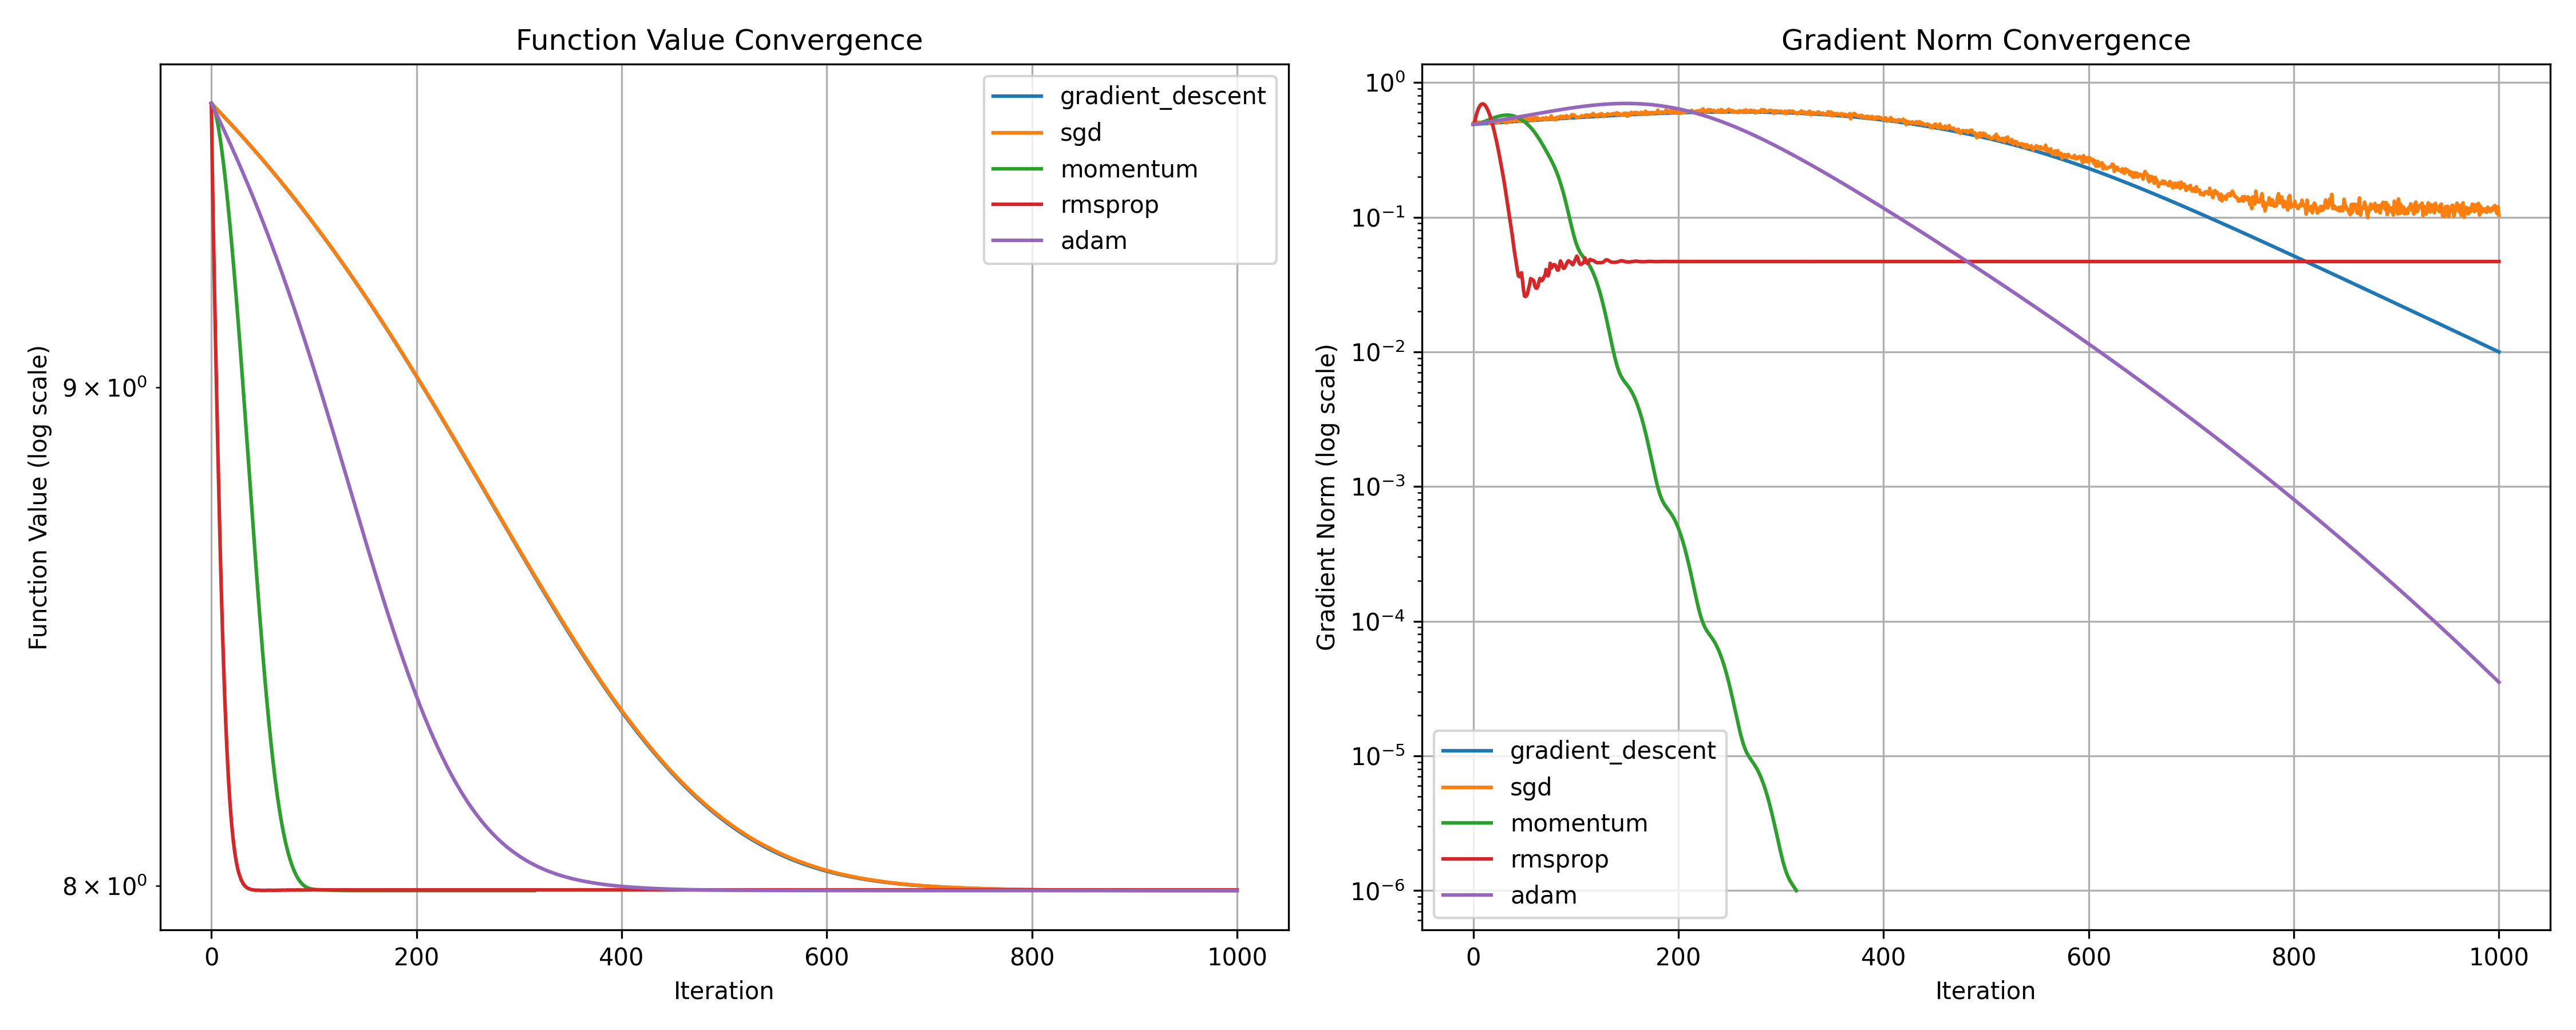 Function Value Convergence
Function Value (log scale)
9 × 10⁰
8 × 10⁰
gradient_descent
sgd
momentum
rmsprop
adam
0 200 400 600 800 1000
Iteration
Gradient Norm Convergence
Gradient Norm (log scale)
10⁰
10⁻¹
10⁻²
10⁻³
10⁻⁴
10⁻⁵
10⁻⁶
gradient_descent
sgd
momentum
rmsprop
adam
0 200 400 600 800 1000
Iteration